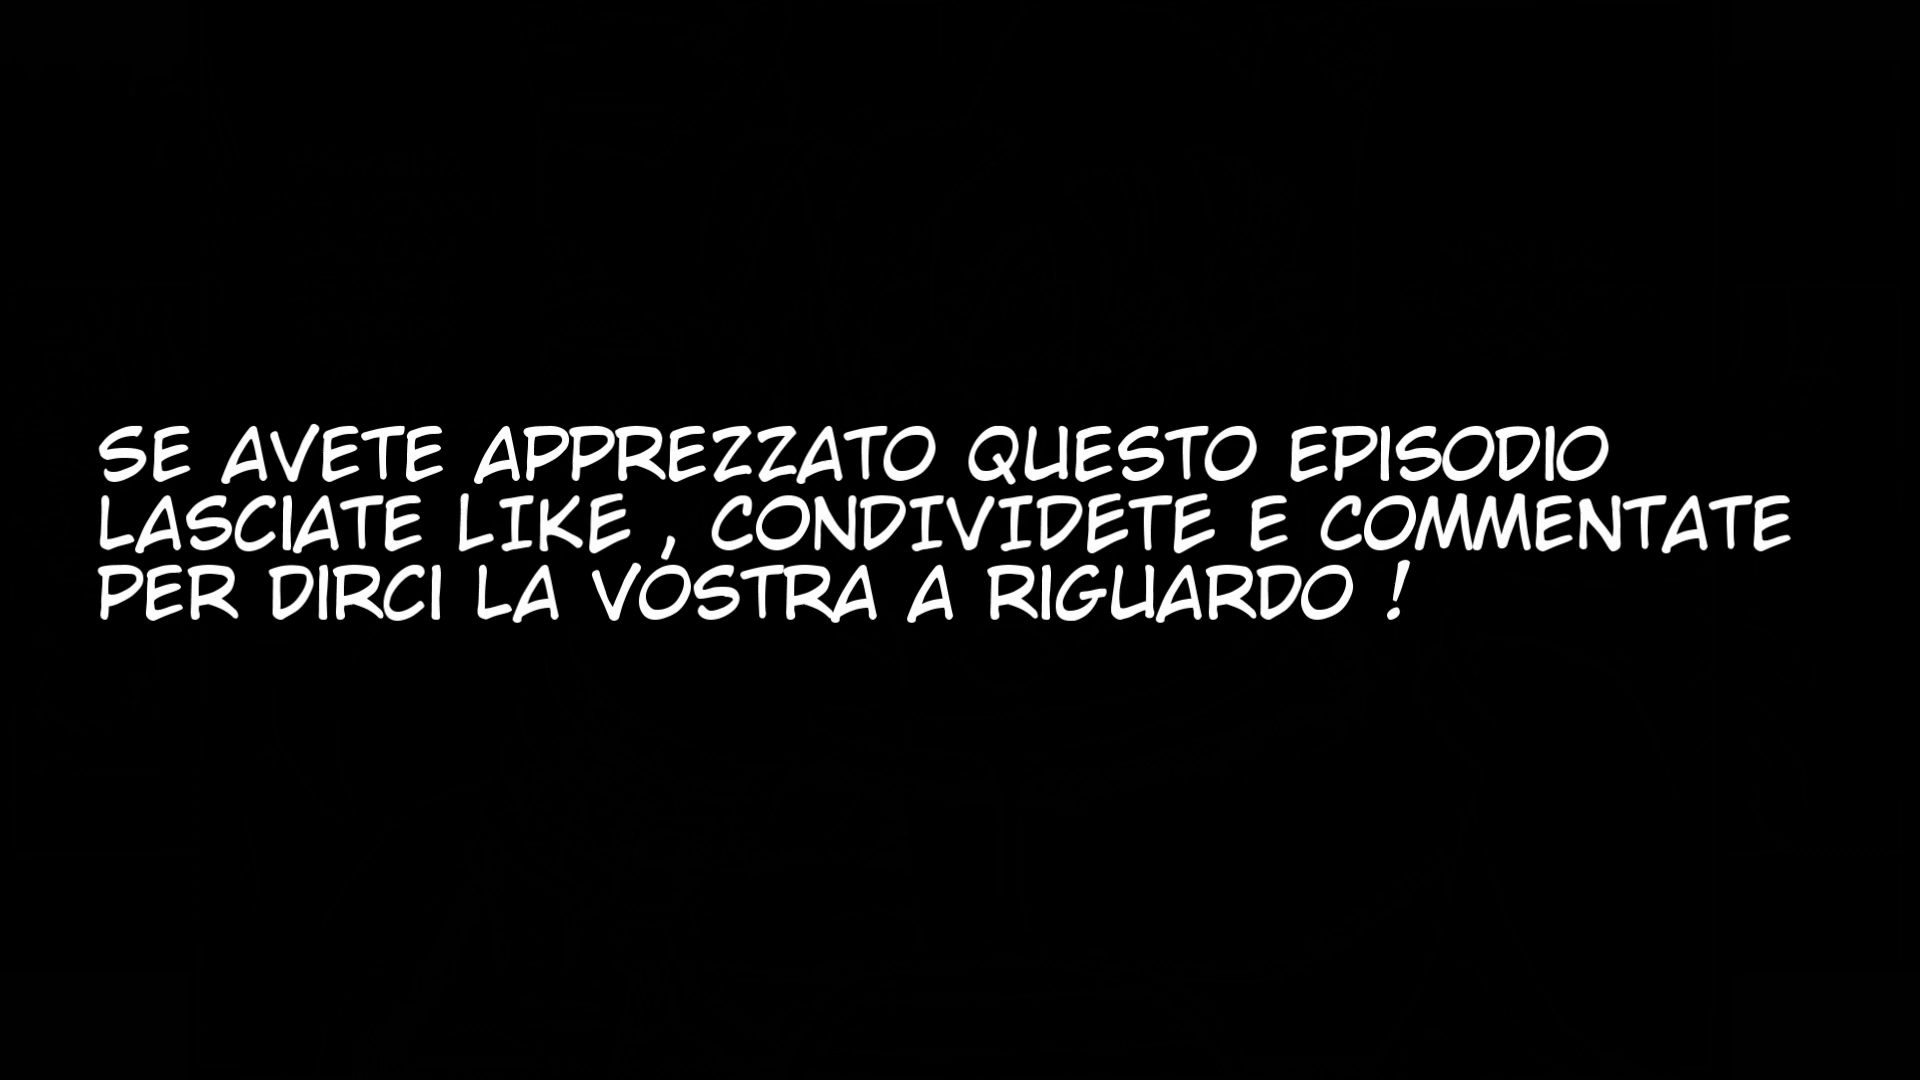 SE AVETE APPREZZATO QUESTO EPISODIO
LASCIATE LIKE , CONDIVIDETE E COMMENTATE
PER DIRCI LA VOSTRA A RIGUARDO !